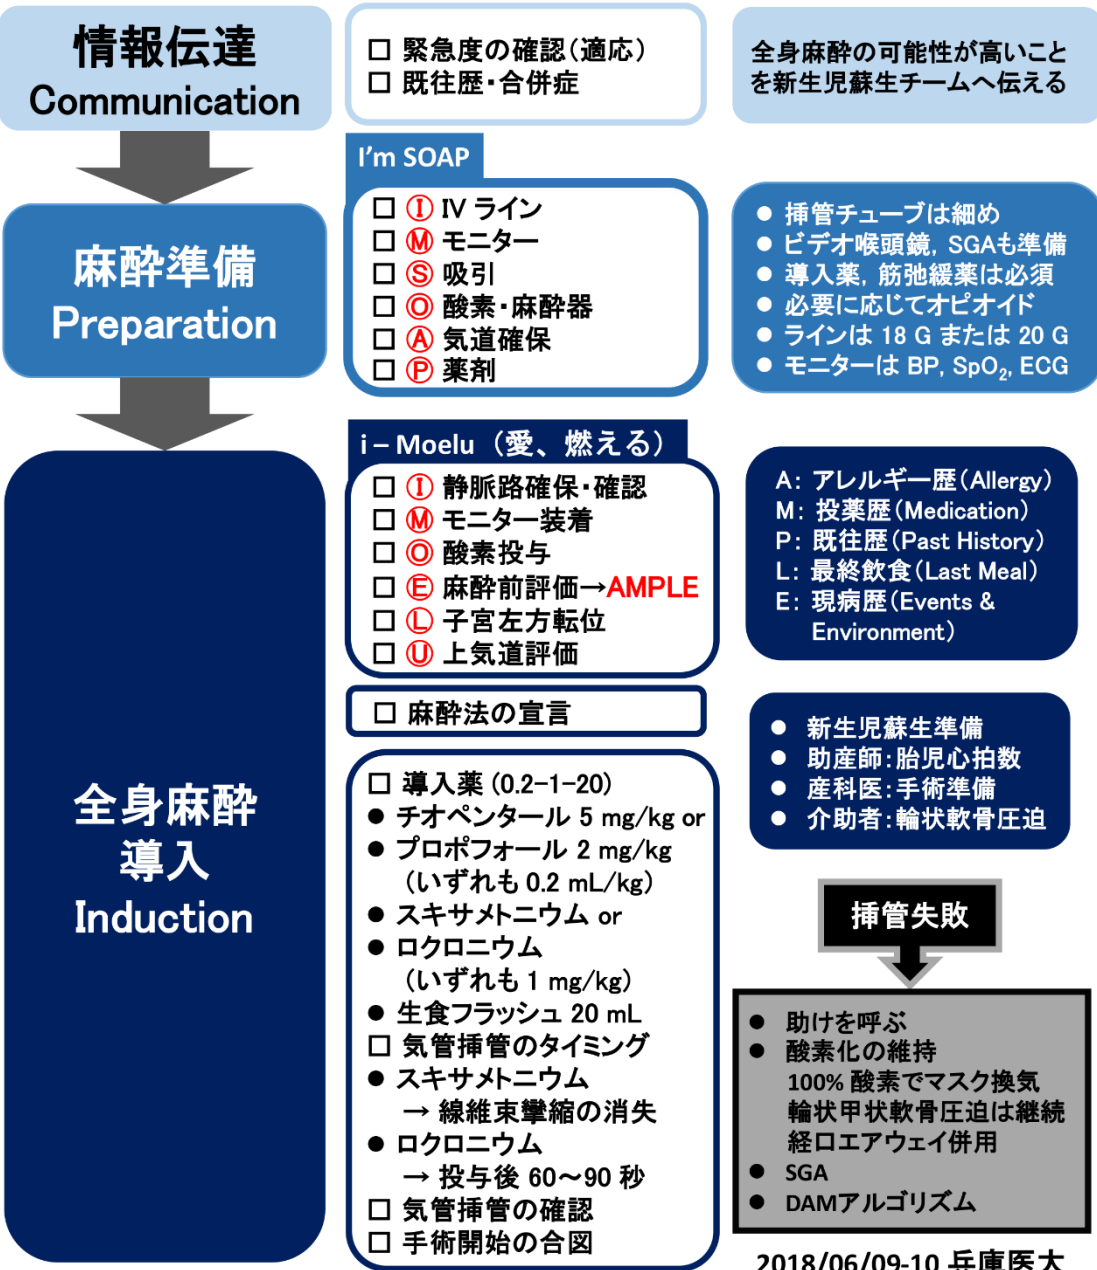 情報伝達
Communication
□ 緊急度の確認（適応）
□ 既往歴・合併症
全身麻酔の可能性が高いこと
を新生児蘇生チームへ伝える
麻酔準備
Preparation
I’m SOAP
□ Ⓘ IV ライン
□ Ⓜ モニター
□ Ⓢ 吸引
□ Ⓞ 酸素・麻酔器
□ Ⓐ 気道確保
□ Ⓟ 薬剤
● 挿管チューブは細め
● ビデオ喉頭鏡, SGAも準備
● 導入薬, 筋弛緩薬は必須
● 必要に応じてオピオイド
● ラインは 18 G または 20 G
● モニターは BP, SpO₂, ECG
全身麻酔
導入
Induction
i – Moelu（愛、燃える）
□ Ⓘ 静脈路確保・確認
□ Ⓜ モニター装着
□ Ⓞ 酸素投与
□ Ⓔ 麻酔前評価→AMPLE
□ Ⓛ 子宮左方転位
□ Ⓤ 上気道評価
A: アレルギー歴（Allergy）
M: 投薬歴（Medication）
P: 既往歴（Past History）
L: 最終飲食（Last Meal）
E: 現病歴（Events &
Environment）
□ 麻酔法の宣言
● 新生児蘇生準備
● 助産師：胎児心拍数
● 産科医：手術準備
● 介助者：輪状軟骨圧迫
□ 導入薬 (0.2−1−20)
● チオペンタール 5 mg/kg or
● プロポフォール 2 mg/kg
（いずれも 0.2 mL/kg）
● スキサメトニウム or
● ロクロニウム
（いずれも 1 mg/kg）
● 生食フラッシュ 20 mL
□ 気管挿管のタイミング
● スキサメトニウム
→ 線維束攣縮の消失
● ロクロニウム
→ 投与後 60～90 秒
□ 気管挿管の確認
□ 手術開始の合図
挿管失敗
● 助けを呼ぶ
● 酸素化の維持
100% 酸素でマスク換気
輪状甲状軟骨圧迫は継続
経口エアウェイ併用
● SGA
● DAMアルゴリズム
2018/06/09-10 兵庫医大